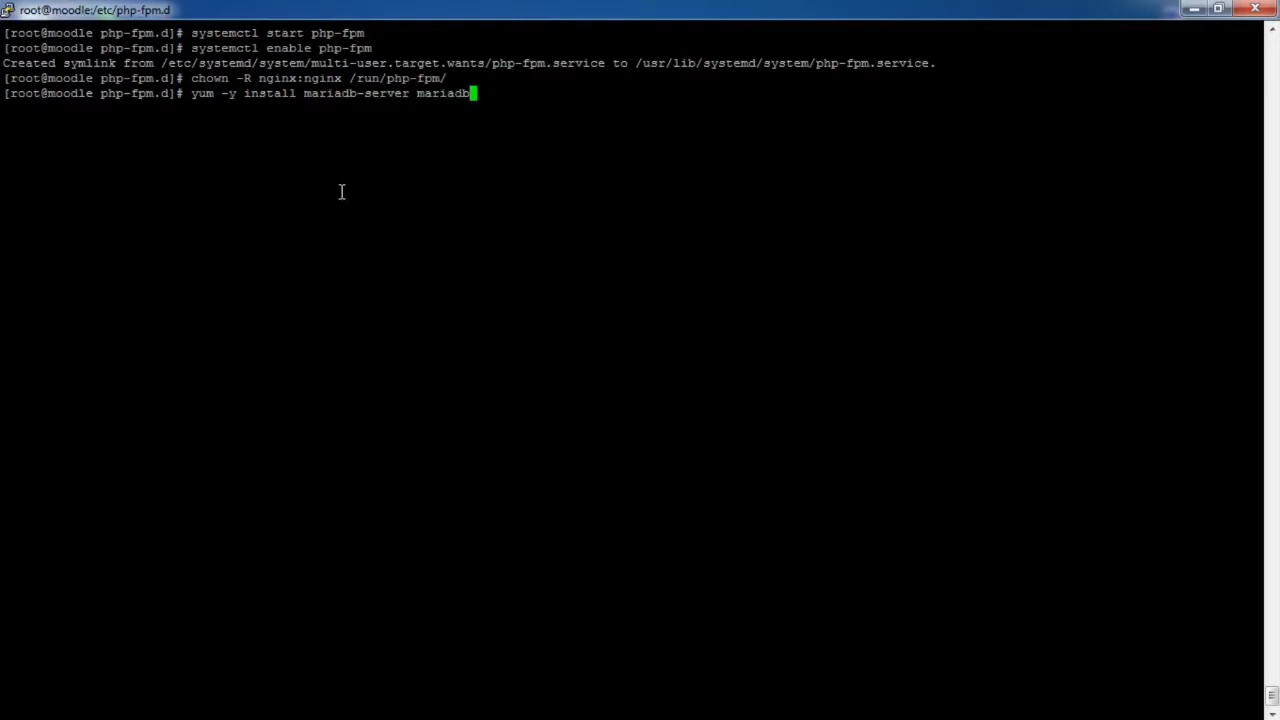 root@moodle:/etc/php-fpm.d
[root@moodle php-fpm.d]# systemctl start php-fpm
[root@moodle php-fpm.d]# systemctl enable php-fpm
Created symlink from /etc/systemd/system/multi-user.target.wants/php-fpm.service to /usr/lib/systemd/system/php-fpm.service.
[root@moodle php-fpm.d]# chown -R nginx:nginx /run/php-fpm/
[root@moodle php-fpm.d]# yum -y install mariadb-server mariadb